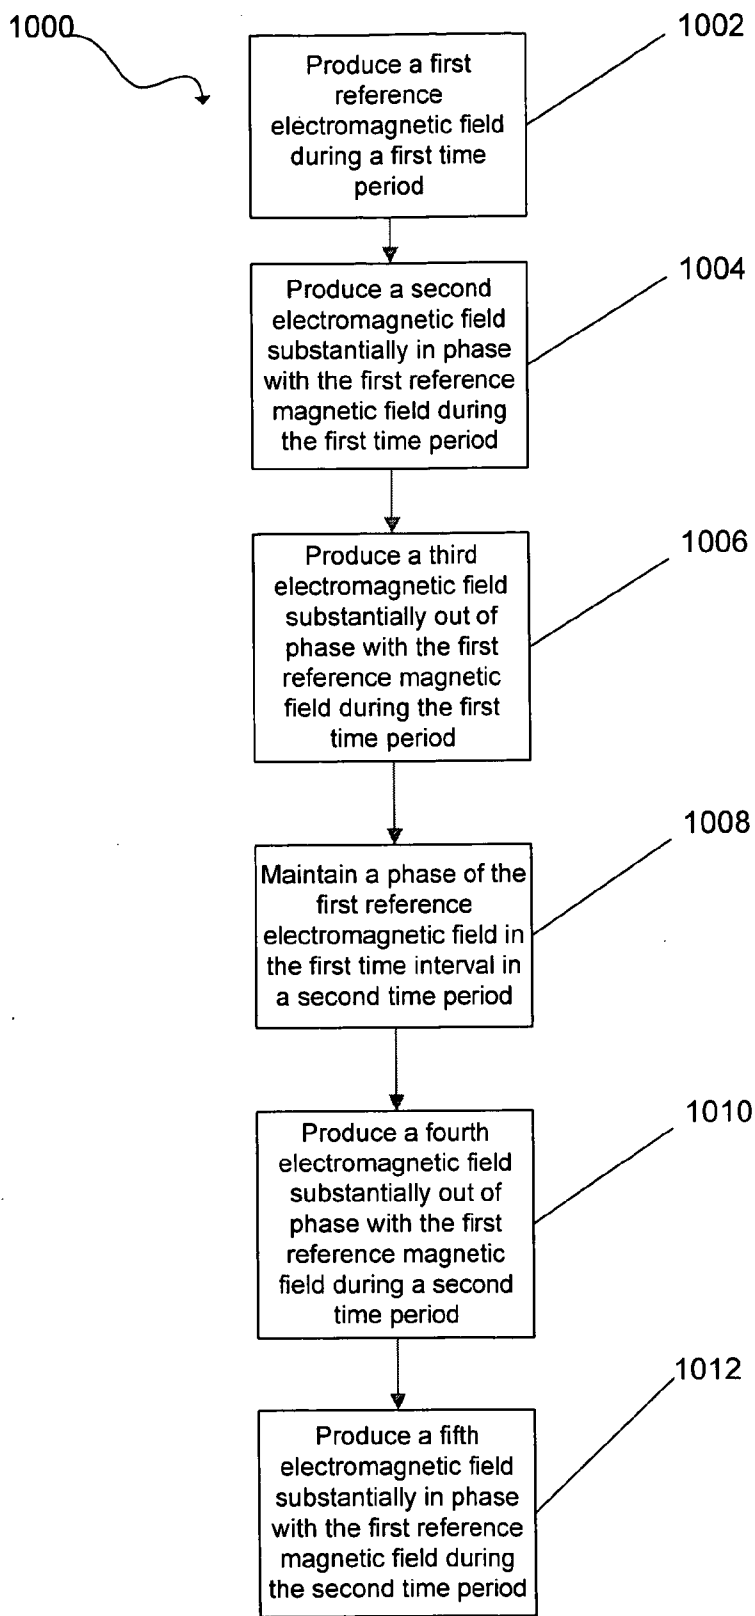 1000
1002
Produce a first
reference
electromagnetic field
during a first time
period
1004
Produce a second
electromagnetic field
substantially in phase
with the first reference
magnetic field during
the first time period
1006
Produce a third
electromagnetic field
substantially out of
phase with the first
reference magnetic
field during the first
time period
1008
Maintain a phase of the
first reference
electromagnetic field in
the first time interval in
a second time period
1010
Produce a fourth
electromagnetic field
substantially out of
phase with the first
reference magnetic
field during a second
time period
1012
Produce a fifth
electromagnetic field
substantially in phase
with the first reference
magnetic field during
the second time period